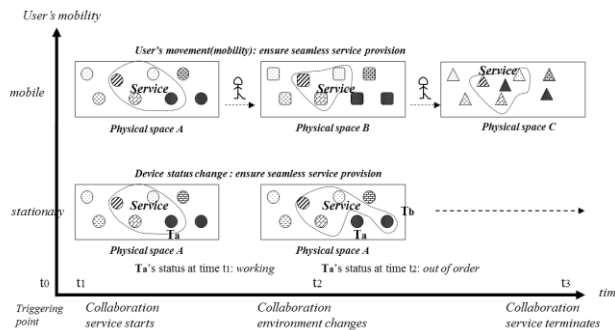 User's mobility
User's movement(mobility): ensure seamless service provision
mobile
Service
Service
Service
Physical space A
Physical space B
Physical space C
Device status change : ensure seamless service provision
stationary
Service
Service
Ta
Ta
Tb
Physical space A
Physical space A
Ta's status at time t1: working
Ta's status at time t2: out of order
t0
t1
t2
t3
time
Triggering
point
Collaboration
service starts
Collaboration
environment changes
Collaboration
service terminates